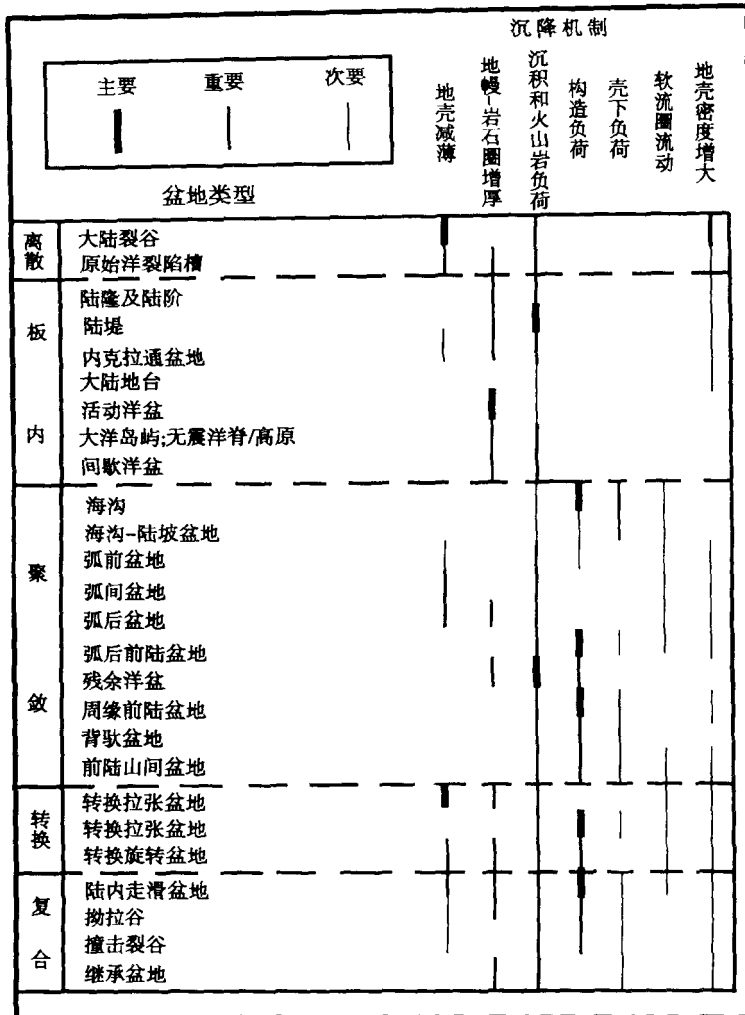 沉降机制
主要 重要 次要
盆地类型
地壳减薄
地幔-岩石圈增厚
沉积和火山岩负荷
构造负荷
壳下负荷
软流圈流动
地壳密度增大
离散
大陆裂谷
原始洋裂陷槽
板内
陆隆及陆阶
陆堤
内克拉通盆地
大陆地台
活动洋盆
大洋岛屿;无震洋脊/高原
间歇洋盆
聚敛
海沟
海沟-陆坡盆地
弧前盆地
弧间盆地
弧后盆地
弧后前陆盆地
残余洋盆
周缘前陆盆地
背驮盆地
前陆山间盆地
转换
转换拉张盆地
转换拉张盆地
转换旋转盆地
复合
陆内走滑盆地
拗拉谷
撞击裂谷
继承盆地